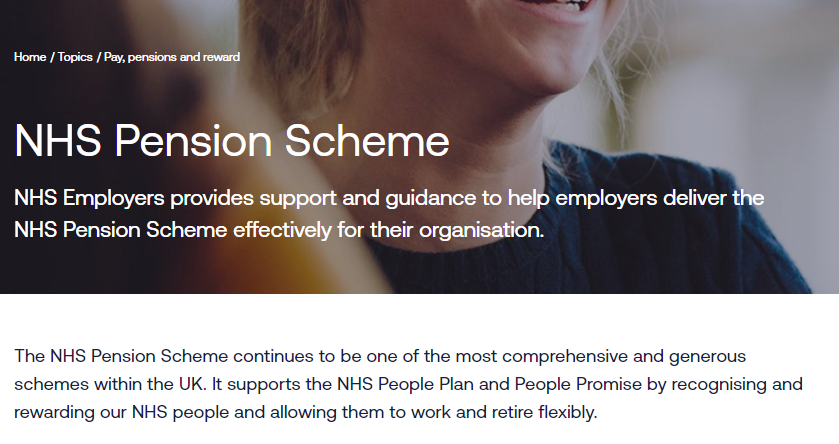 Home / Topics / Pay, pensions and reward
NHS Pension Scheme
NHS Employers provides support and guidance to help employers deliver the
NHS Pension Scheme effectively for their organisation.
The NHS Pension Scheme continues to be one of the most comprehensive and generous
schemes within the UK. It supports the NHS People Plan and People Promise by recognising and
rewarding our NHS people and allowing them to work and retire flexibly.